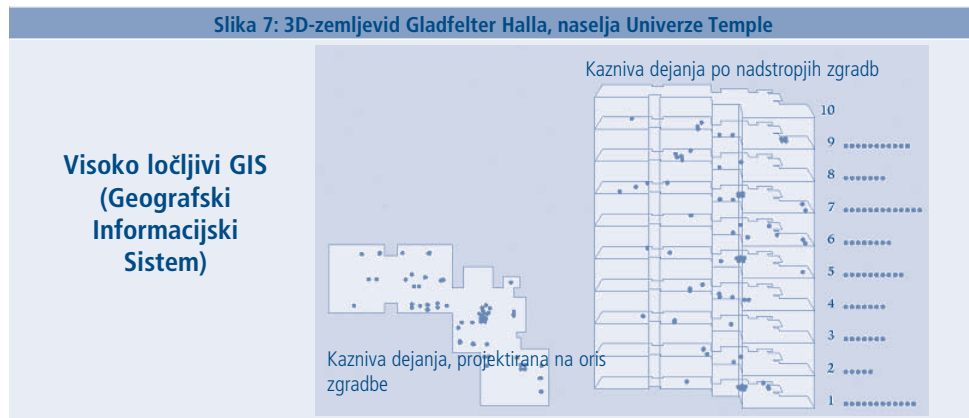 Slika 7: 3D-zemljevid Gladfelter Halla, naselja Univerze Temple
Visoko ločljivi GIS
(Geografski
Informacijski
Sistem)
Kazniva dejanja po nadstropjih zgradb
10
9
8
7
6
5
4
3
2
1
Kazniva dejanja, projektirana na oris
zgradbe